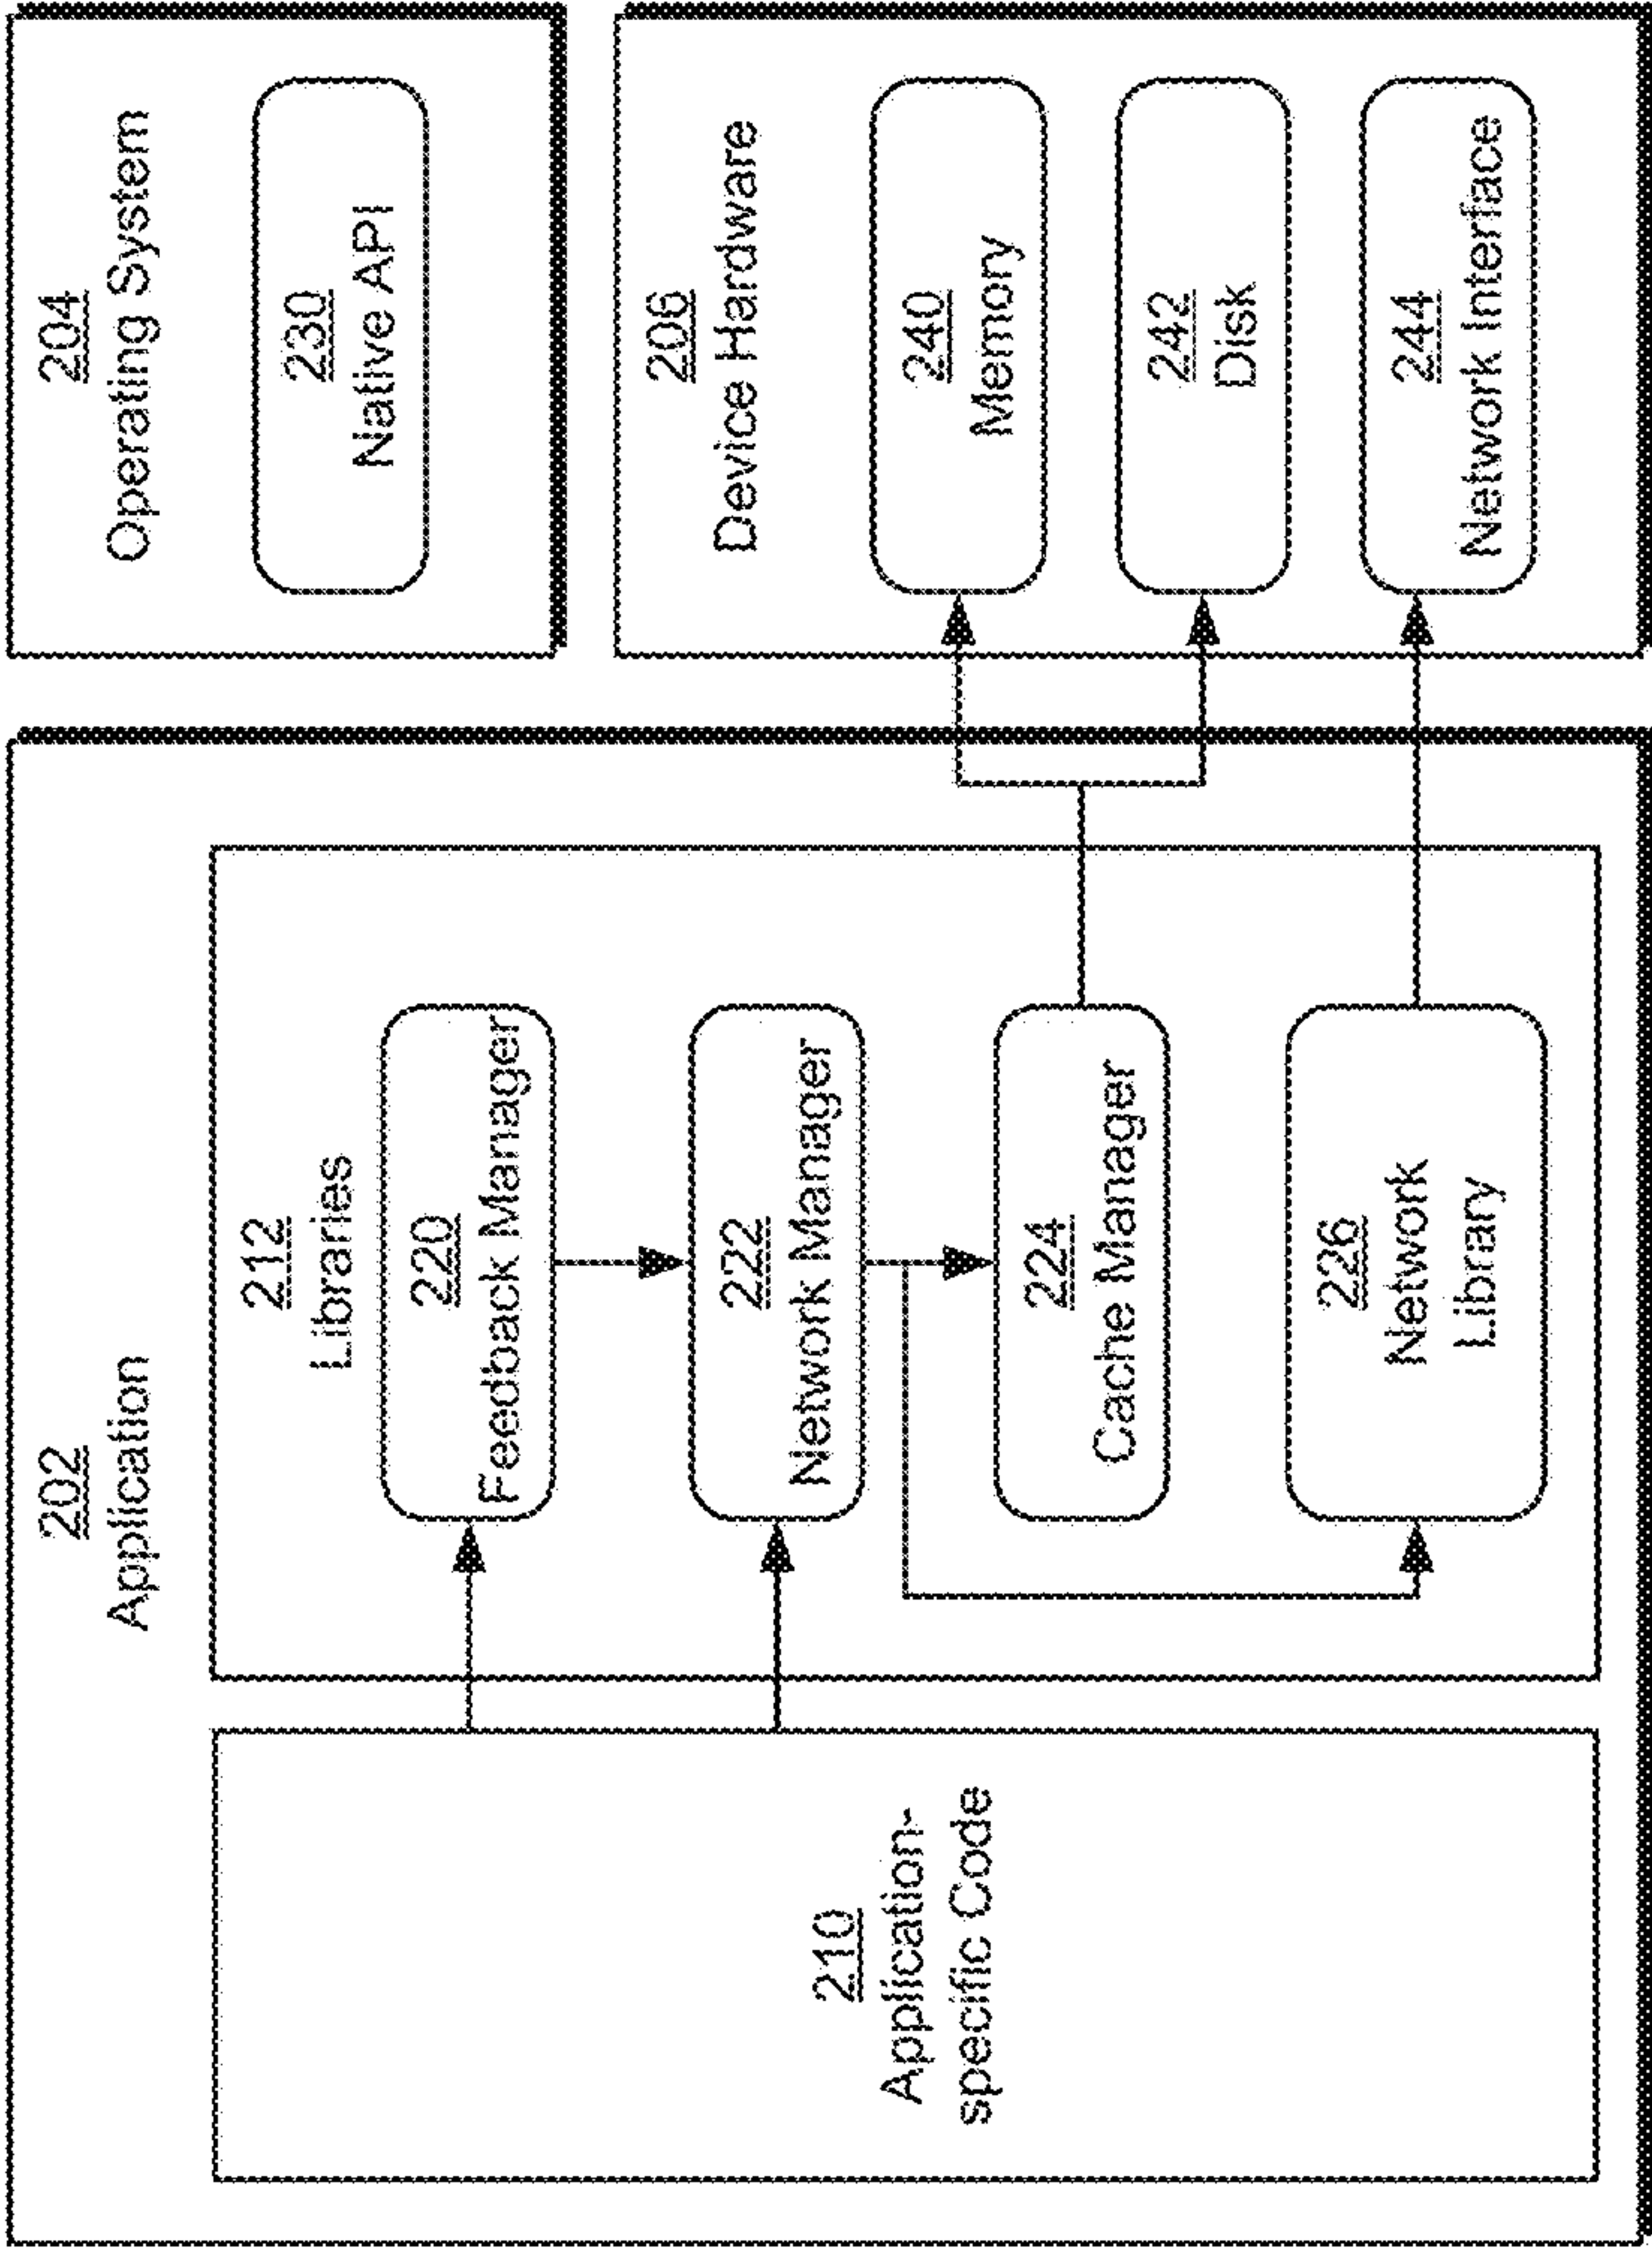 202
Application
210
Application-
specific Code
212
Libraries
220
Feedback Manager
222
Network Manager
224
Cache Manager
226
Network
Library
204
Operating System
230
Native API
206
Device Hardware
240
Memory
242
Disk
244
Network Interface